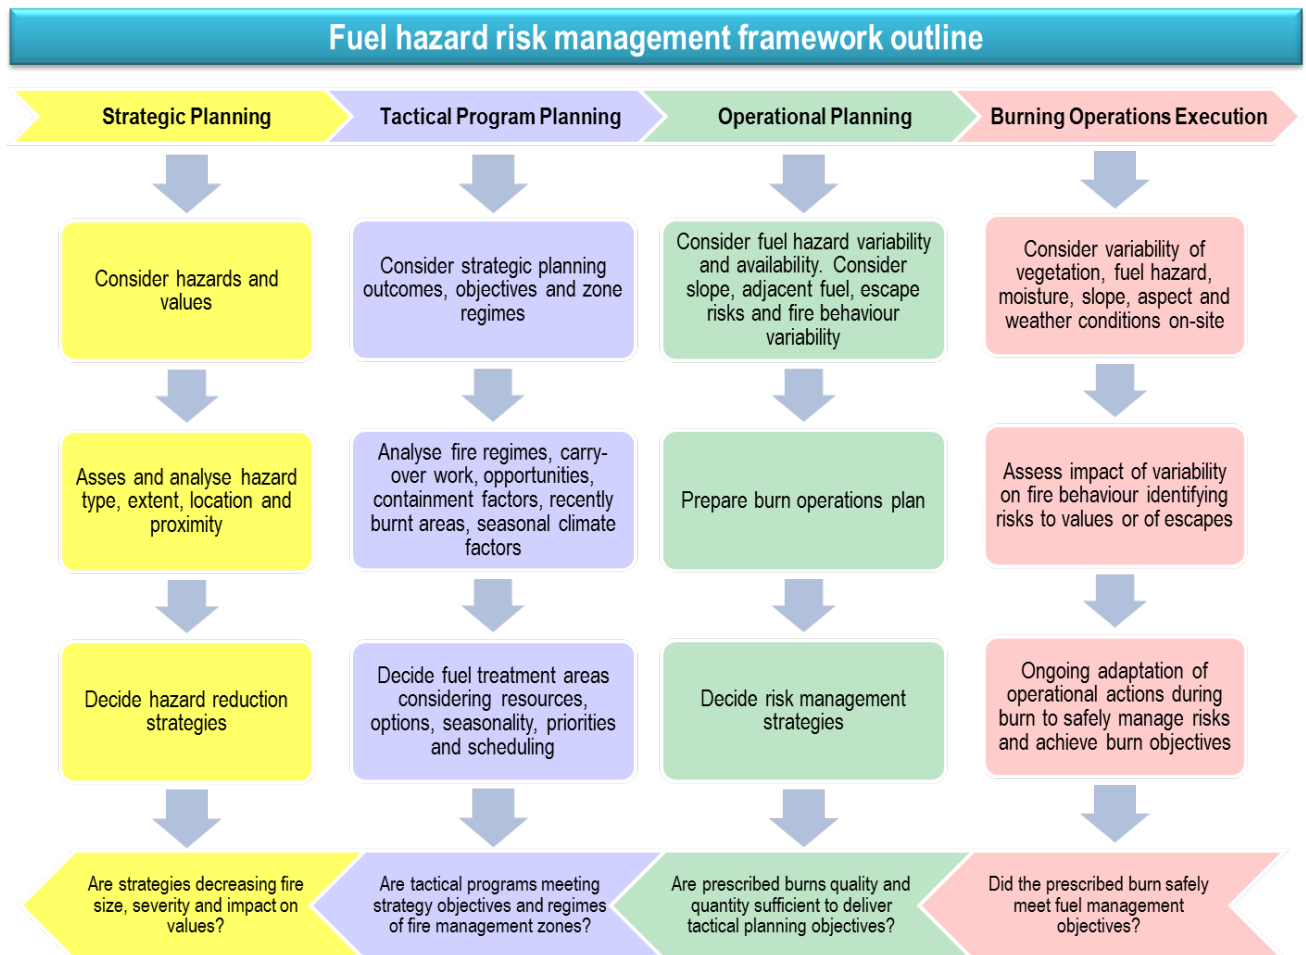 Fuel hazard risk management framework outline
Strategic Planning
Tactical Program Planning
Operational Planning
Burning Operations Execution
Consider hazards and
values
Consider strategic planning
outcomes, objectives and zone
regimes
Consider fuel hazard variability
and availability. Consider
slope, adjacent fuel, escape
risks and fire behaviour
variability
Consider variability of
vegetation, fuel hazard,
moisture, slope, aspect and
weather conditions on-site
Asses and analyse hazard
type, extent, location and
proximity
Analyse fire regimes, carry-
over work, opportunities,
containment factors, recently
burnt areas, seasonal climate
factors
Prepare burn operations plan
Assess impact of variability
on fire behaviour identifying
risks to values or of escapes
Decide hazard reduction
strategies
Decide fuel treatment areas
considering resources,
options, seasonality, priorities
and scheduling
Decide risk management
strategies
Ongoing adaptation of
operational actions during
burn to safely manage risks
and achieve burn objectives
Are strategies decreasing fire
size, severity and impact on
values?
Are tactical programs meeting
strategy objectives and regimes
of fire management zones?
Are prescribed burns quality and
quantity sufficient to deliver
tactical planning objectives?
Did the prescribed burn safely
meet fuel management
objectives?